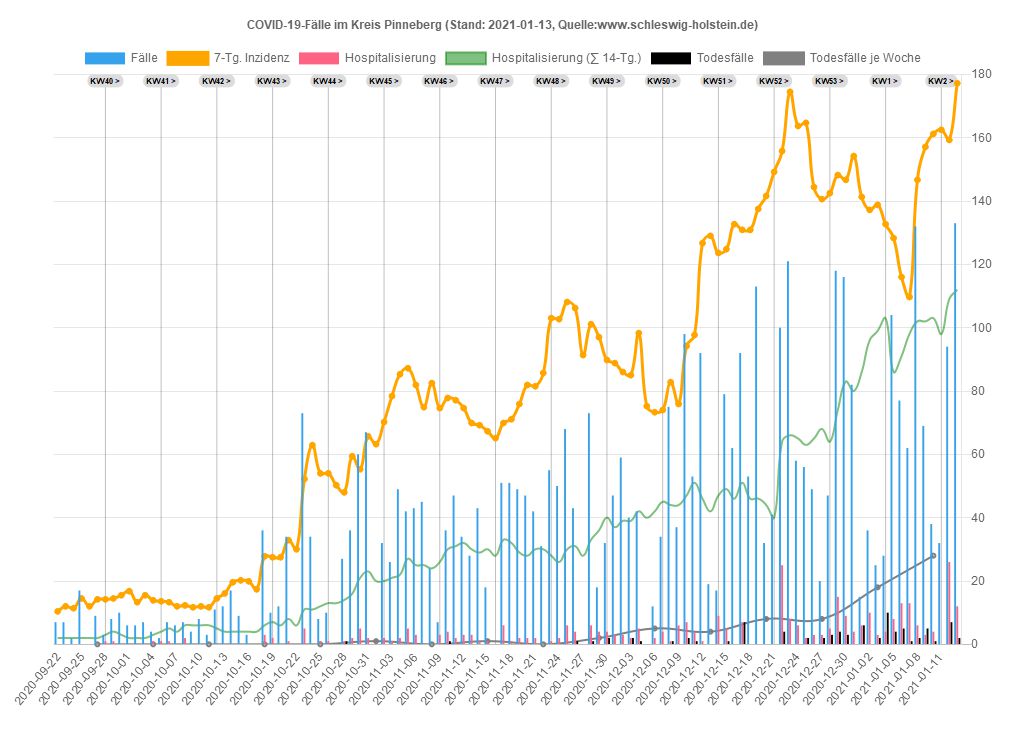 COVID-19-Fälle im Kreis Pinneberg (Stand: 2021-01-13, Quelle:www.schleswig-holstein.de)
Fälle 7-Tg. Inzidenz Hospitalisierung Hospitalisierung (∑ 14-Tg.) Todesfälle Todesfälle je Woche
KW40 > KW41 > KW42 > KW43 > KW44 > KW45 > KW46 > KW47 > KW48 > KW49 > KW50 > KW51 > KW52 > KW53 > KW1 > KW2 >
180
160
140
120
100
80
60
40
20
0
2020-09-22 2020-09-25 2020-09-28 2020-10-01 2020-10-04 2020-10-07 2020-10-10 2020-10-13 2020-10-16 2020-10-19 2020-10-22 2020-10-25 2020-10-28 2020-10-31 2020-11-03 2020-11-06 2020-11-09 2020-11-12 2020-11-15 2020-11-18 2020-11-21 2020-11-24 2020-11-27 2020-11-30 2020-12-03 2020-12-06 2020-12-09 2020-12-12 2020-12-15 2020-12-18 2020-12-21 2020-12-24 2020-12-27 2020-12-30 2021-01-02 2021-01-05 2021-01-08 2021-01-11